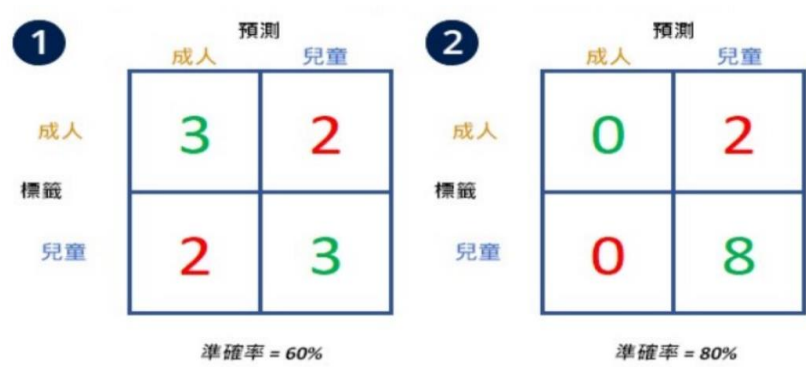 1
預測
成人 兒童
成人 3 2
標籤
兒童 2 3
準確率 = 60%
2
預測
成人 兒童
成人 0 2
標籤
兒童 0 8
準確率 = 80%